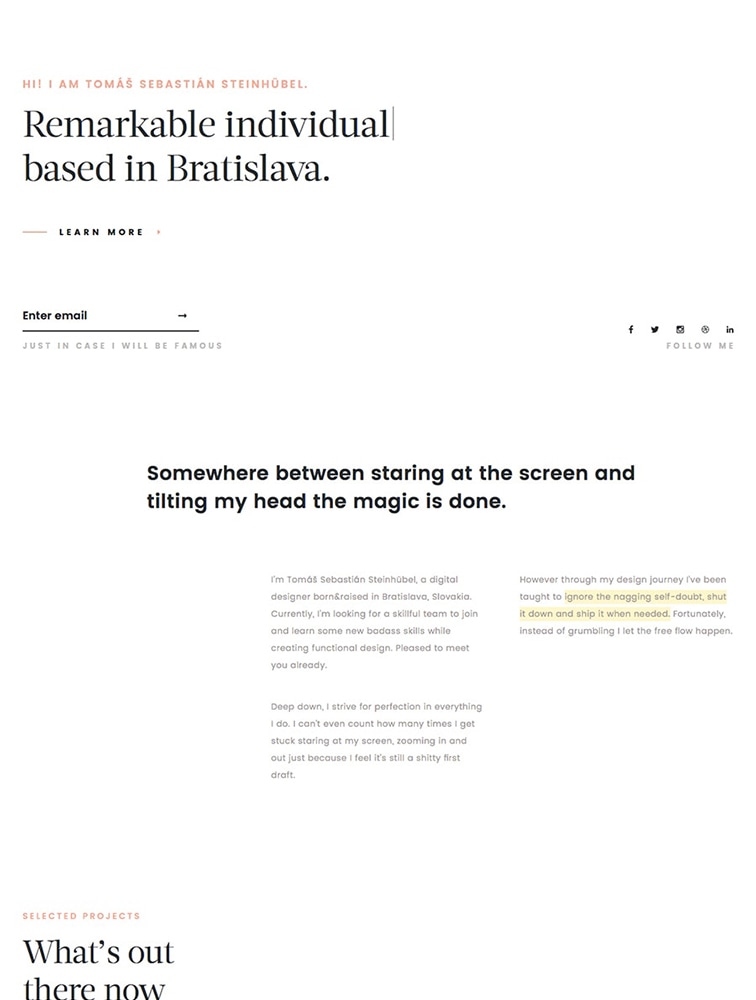 HI! I AM TOMÁŠ SEBASTIÁN STEINHÜBEL.
Remarkable individual
based in Bratislava.
LEARN MORE
Enter email
JUST IN CASE I WILL BE FAMOUS
FOLLOW ME
Somewhere between staring at the screen and
tilting my head the magic is done.
I'm Tomáš Sebastián Steinhübel, a digital
designer born&raised in Bratislava, Slovakia.
Currently, I'm looking for a skillful team to join
and learn some new badass skills while
creating functional design. Pleased to meet
you already.
Deep down, I strive for perfection in everything
I do. I can't even count how many times I get
stuck staring at my screen, zooming in and
out just because I feel it's still a shitty first
draft.
However through my design journey I've been
taught to ignore the nagging self-doubt, shut
it down and ship it when needed. Fortunately,
instead of grumbling I let the free flow happen.
SELECTED PROJECTS
What's out
there now